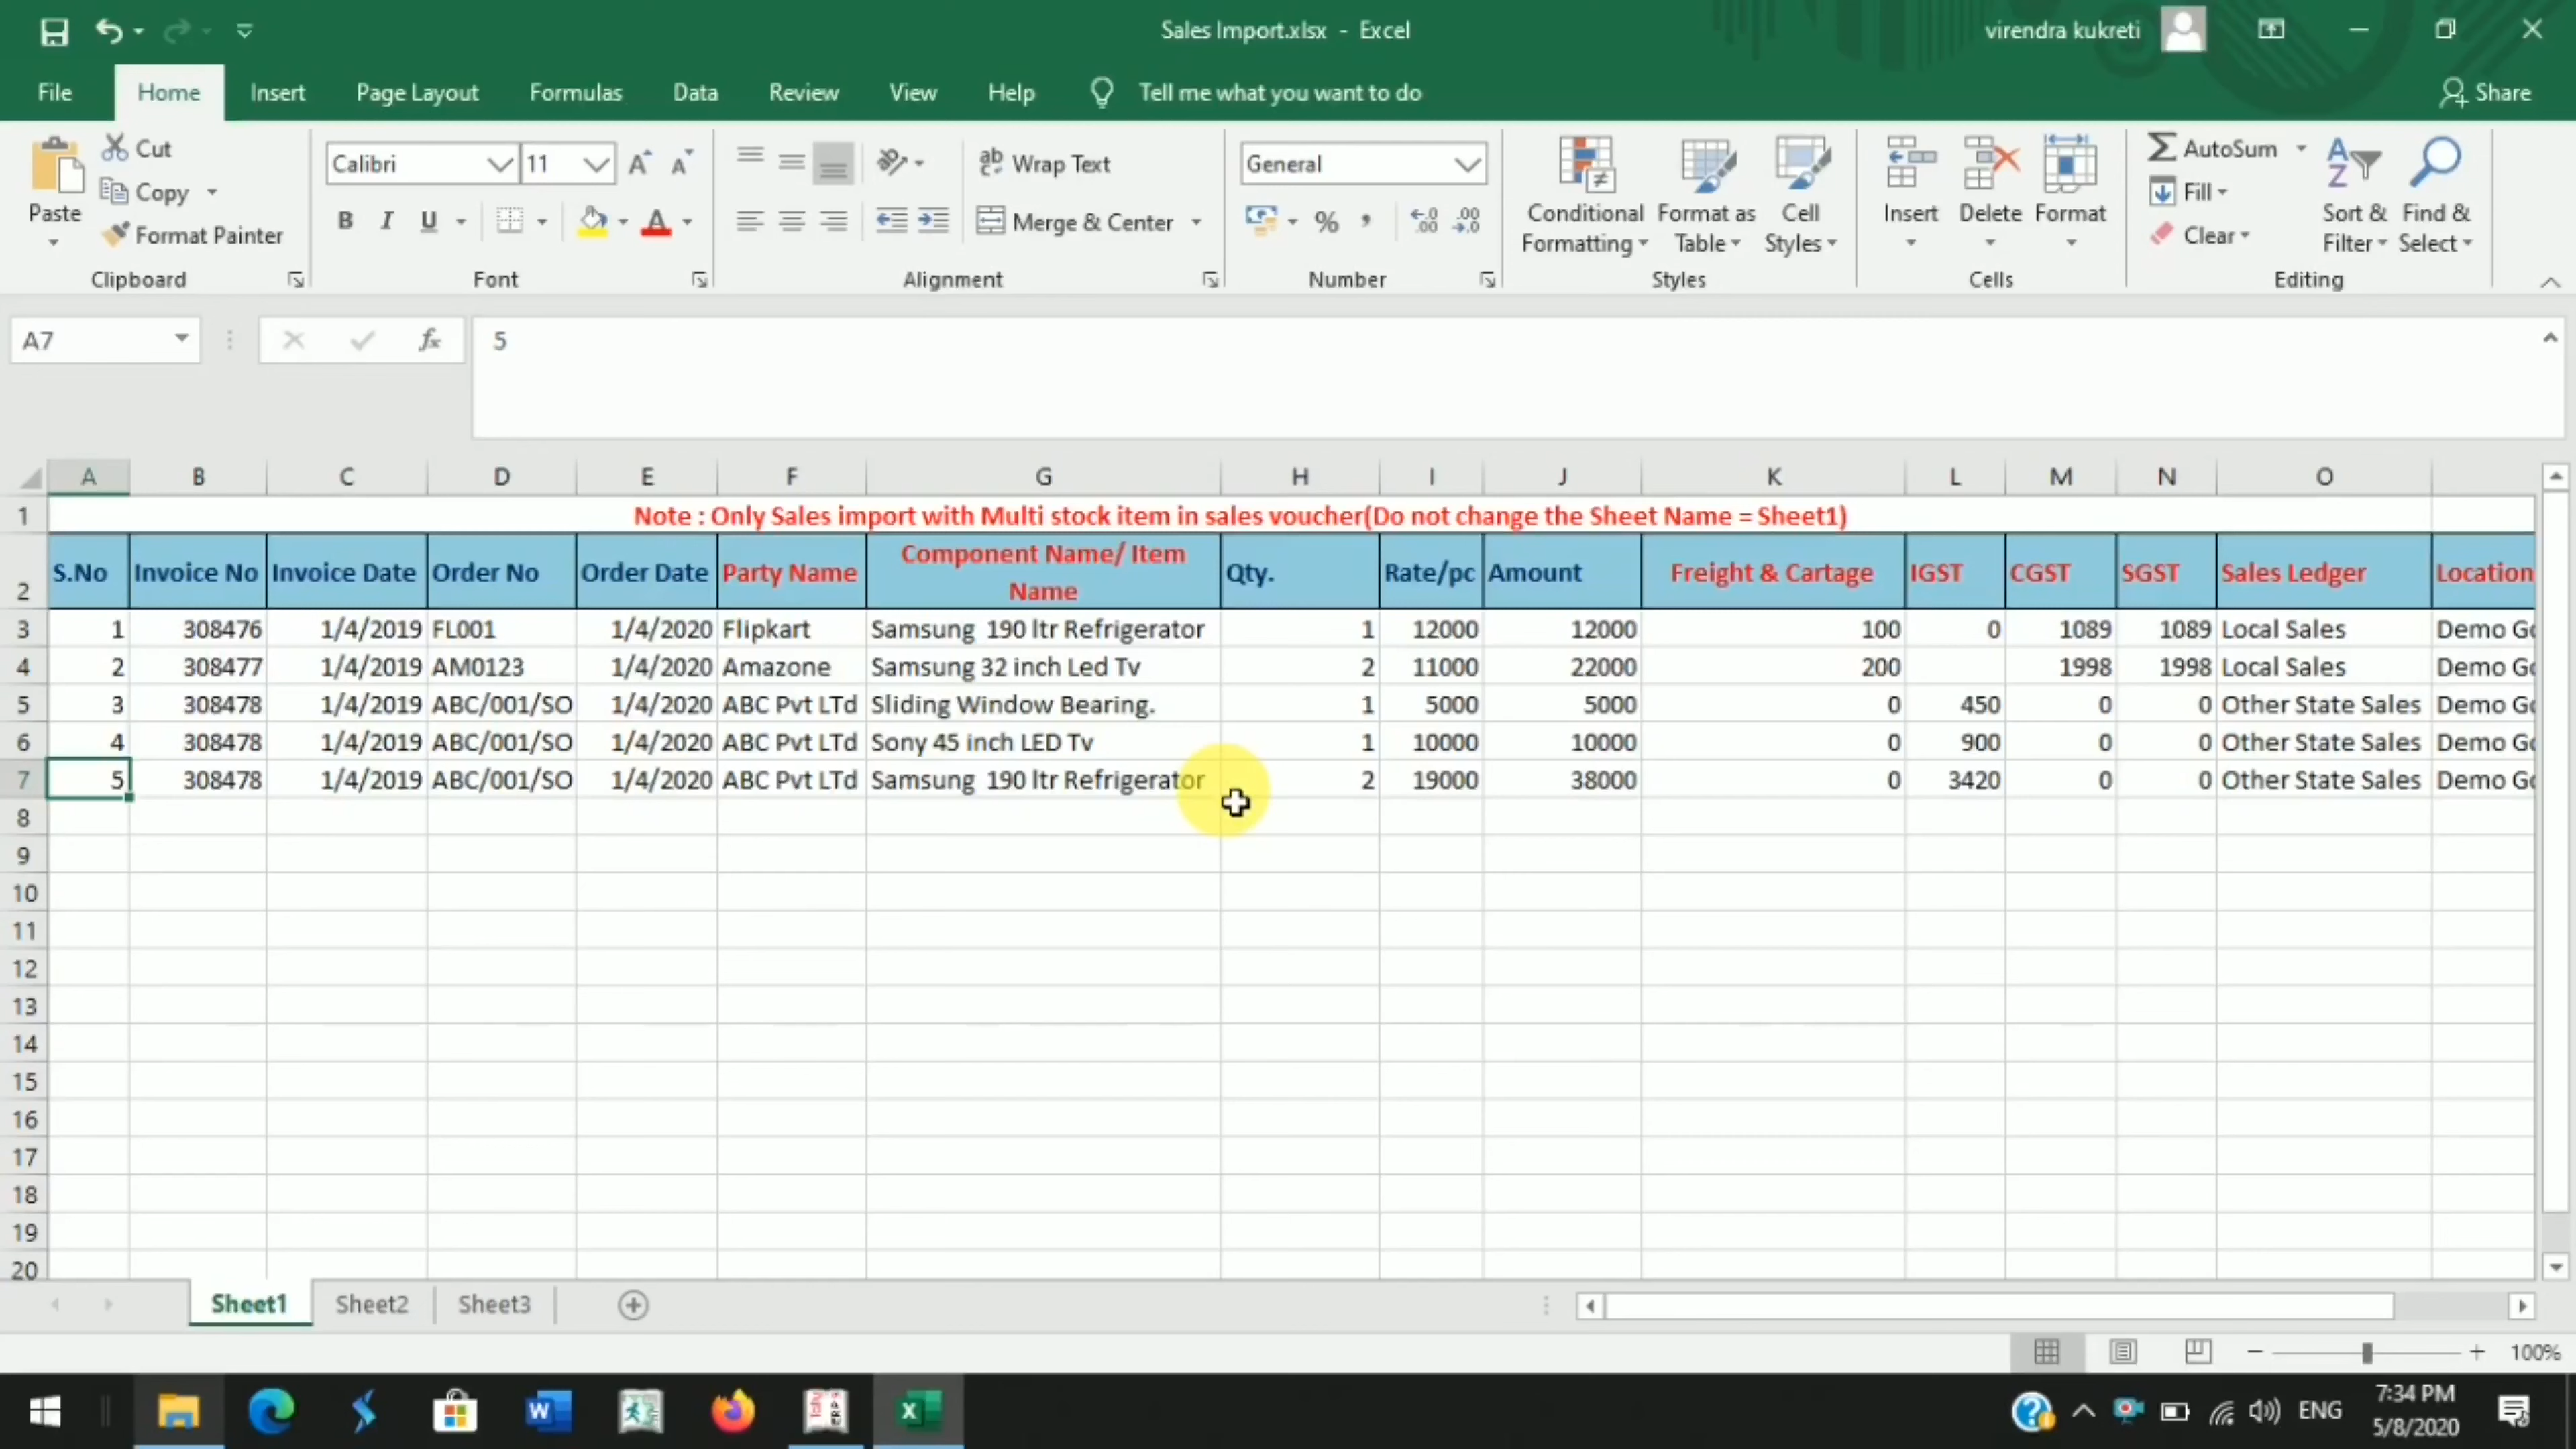 Sales Import.xlsx - Excel
virendra kukreti
File Home Insert Page Layout Formulas Data Review View Help Tell me what you want to do Share
Paste
Cut
Copy
Format Painter
Clipboard
Calibri 11
B I U
Font
Wrap Text
Merge & Center
Alignment
General
%
Number
Conditional Formatting
Format as Table
Cell Styles
Styles
Insert Delete Format
Cells
AutoSum
Fill
Clear
Sort & Filter
Find & Select
Editing
A7 fx 5
A B C D E F G H I J K L M N O
1 Note : Only Sales import with Multi stock item in sales voucher(Do not change the Sheet Name = Sheet1)
2 S.No Invoice No Invoice Date Order No Order Date Party Name Component Name/ Item Name Qty. Rate/pc Amount Freight & Cartage IGST CGST SGST Sales Ledger Location
3 1 308476 1/4/2019 FL001 1/4/2020 Flipkart Samsung 190 ltr Refrigerator 1 12000 12000 100 0 1089 1089 Local Sales Demo
4 2 308477 1/4/2019 AM0123 1/4/2020 Amazone Samsung 32 inch Led Tv 2 11000 22000 200 1998 1998 Local Sales Demo
5 3 308478 1/4/2019 ABC/001/SO 1/4/2020 ABC Pvt LTd Sliding Window Bearing. 1 5000 5000 0 450 0 0 Other State Sales Demo
6 4 308478 1/4/2019 ABC/001/SO 1/4/2020 ABC Pvt LTd Sony 45 inch LED Tv 1 10000 10000 0 900 0 0 Other State Sales Demo
7 5 308478 1/4/2019 ABC/001/SO 1/4/2020 ABC Pvt LTd Samsung 190 ltr Refrigerator 2 19000 38000 0 3420 0 0 Other State Sales Demo
8
9
10
11
12
13
14
15
16
17
18
19
20
Sheet1 Sheet2 Sheet3
100%
ENG
7:34 PM
5/8/2020